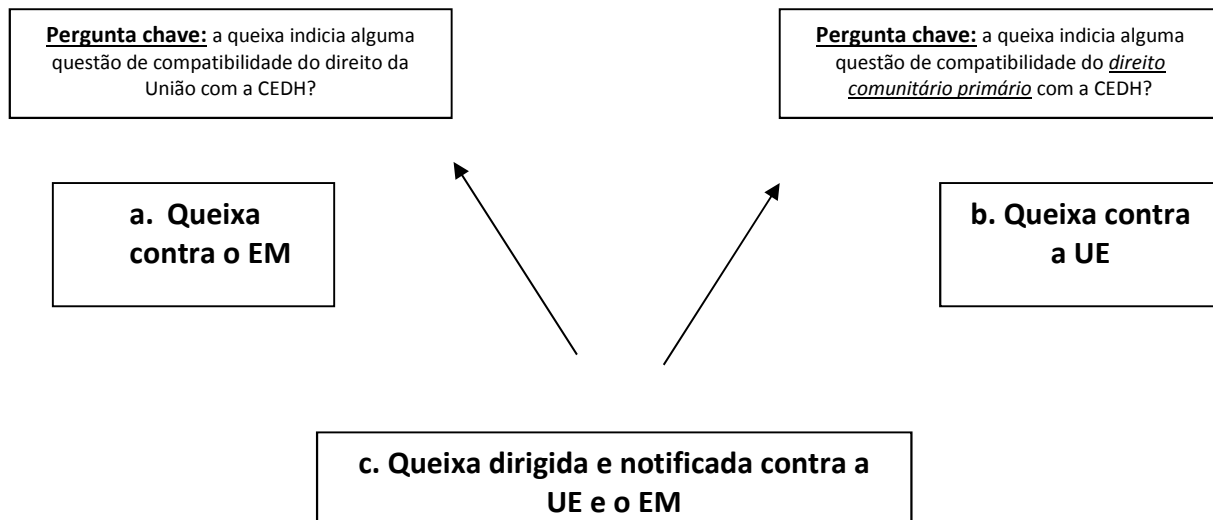 Pergunta chave: a queixa indicia alguma
questão de compatibilidade do direito da
União com a CEDH?
Pergunta chave: a queixa indicia alguma
questão de compatibilidade do direito
comunitário primário com a CEDH?
a. Queixa
contra o EM
b. Queixa contra
a UE
c. Queixa dirigida e notificada contra a
UE e o EM